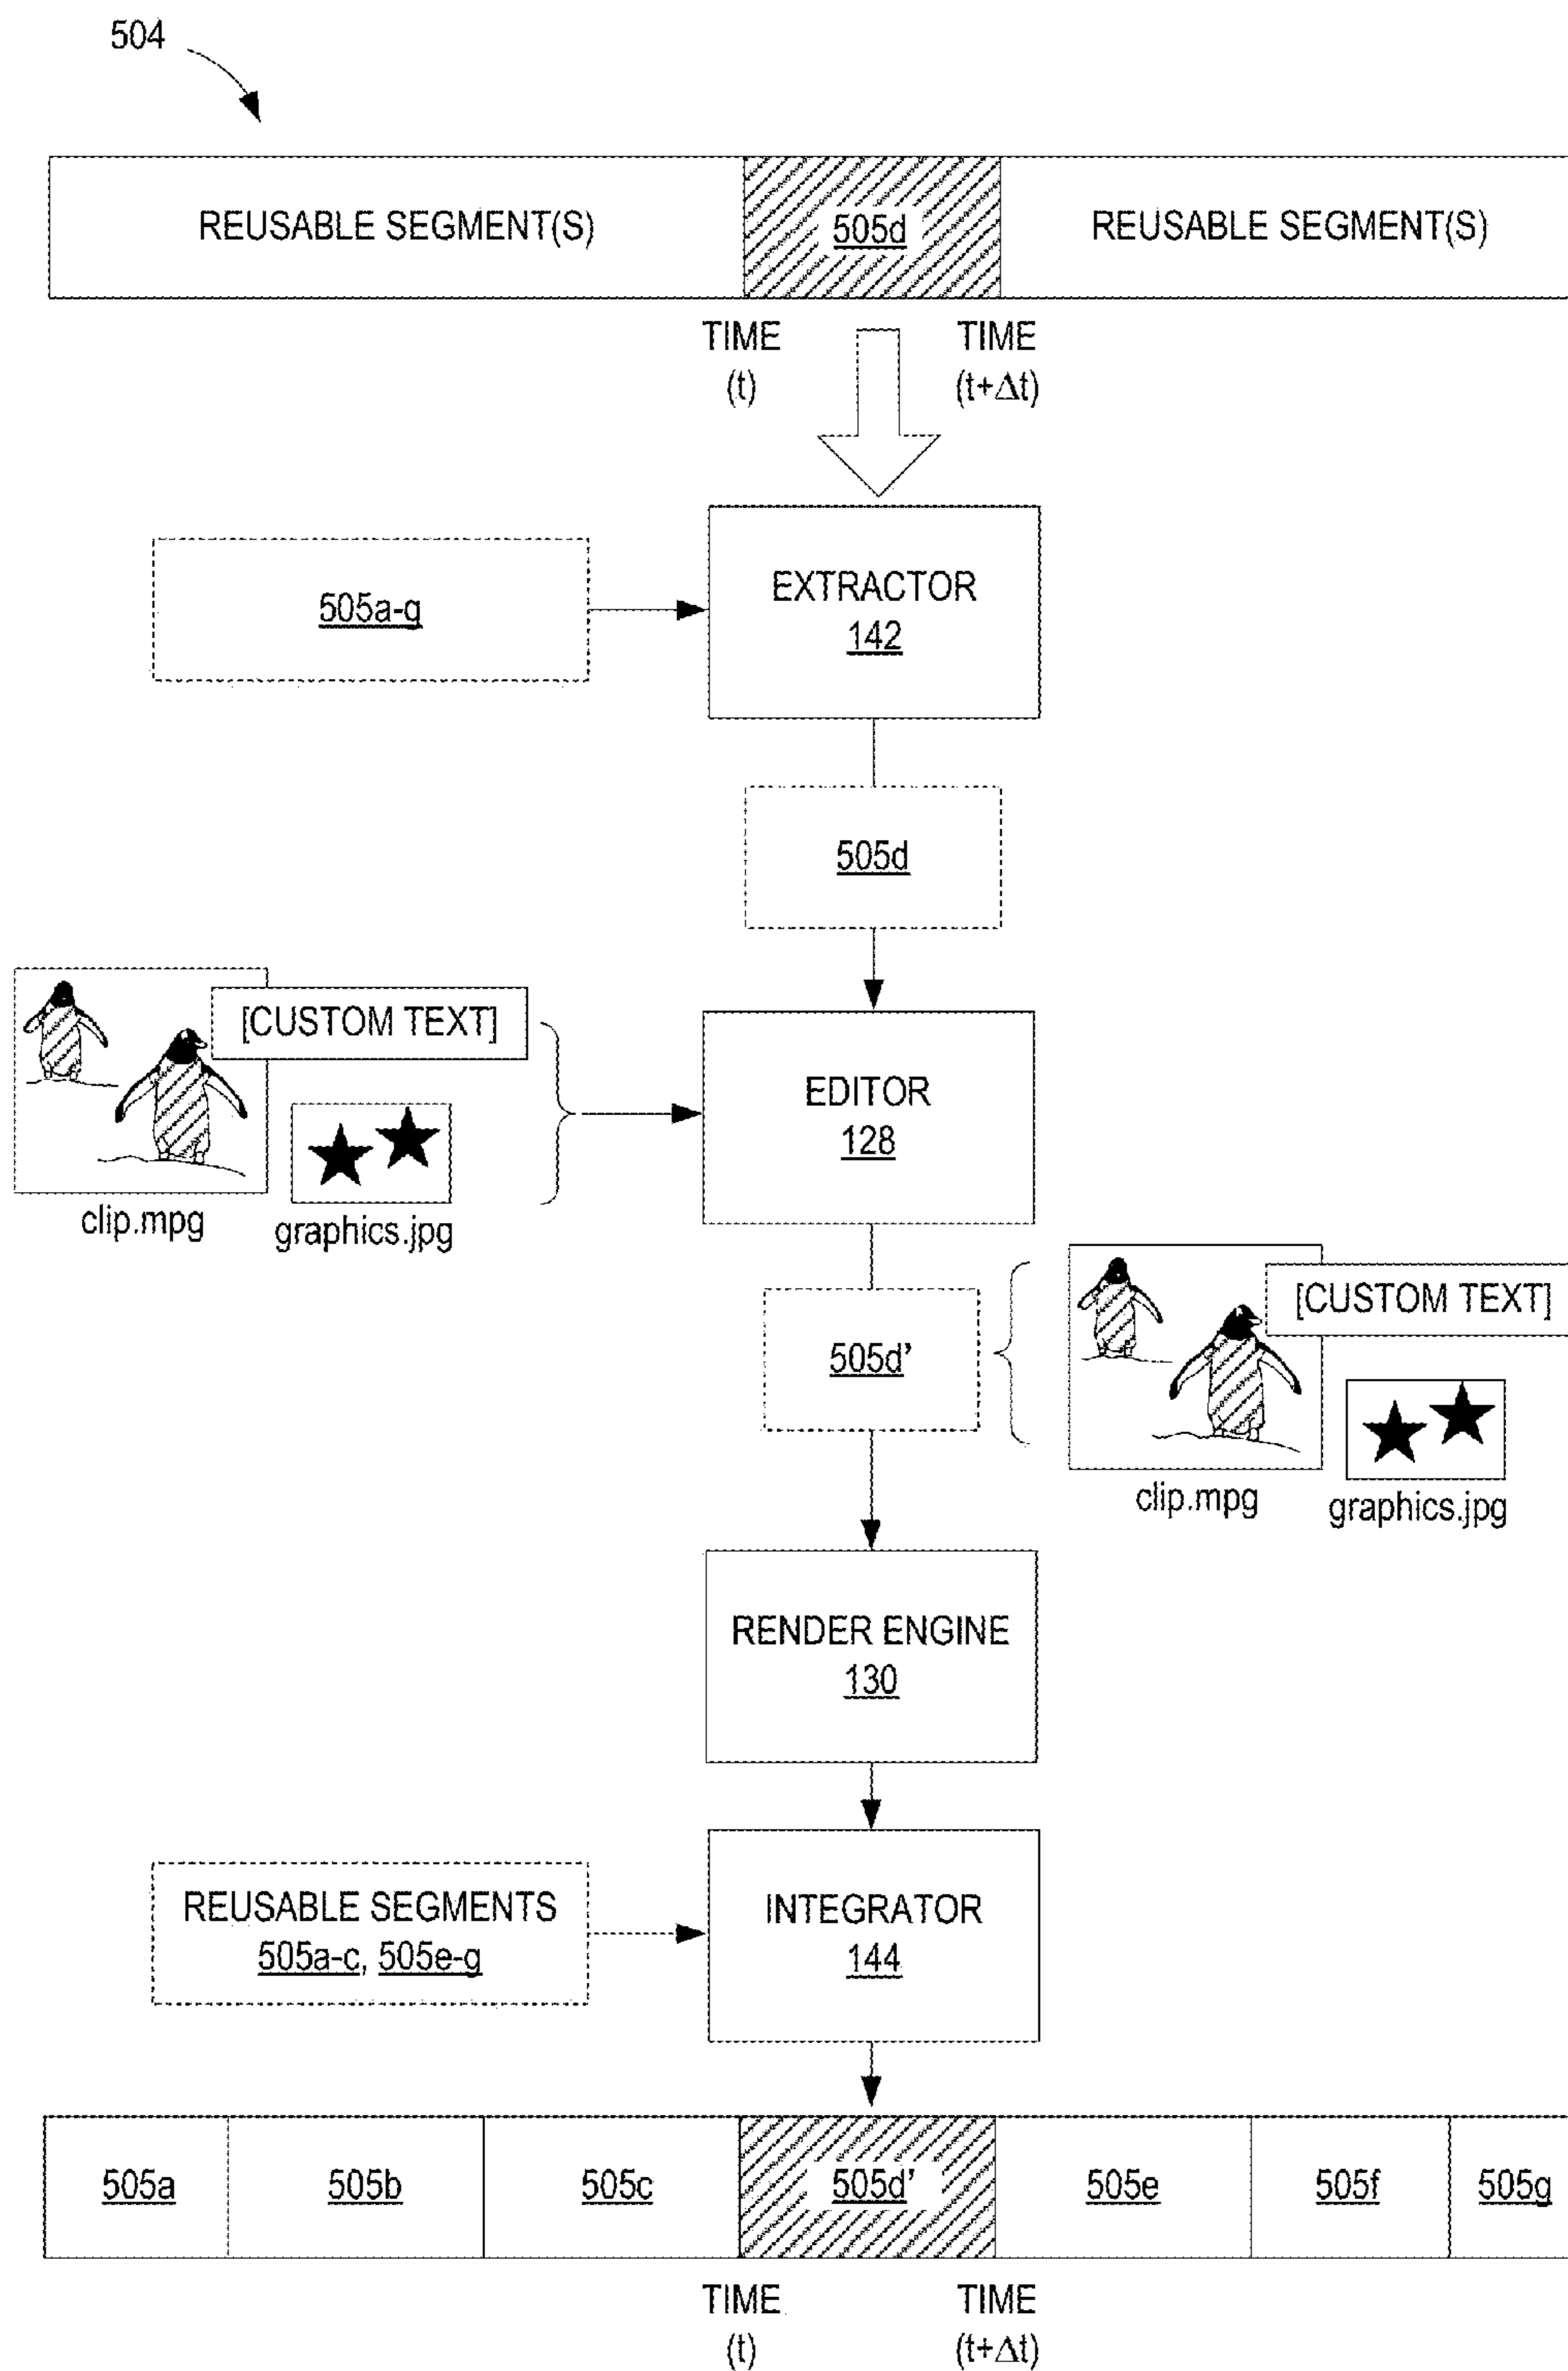 504
REUSABLE SEGMENT(S)
505d
REUSABLE SEGMENT(S)
TIME
(t)
TIME
(t+Δt)
505a-g
EXTRACTOR
142
505d
[CUSTOM TEXT]
clip.mpg
graphics.jpg
EDITOR
128
505d’
[CUSTOM TEXT]
clip.mpg
graphics.jpg
RENDER ENGINE
130
REUSABLE SEGMENTS
505a-c, 505e-g
INTEGRATOR
144
505a
505b
505c
505d’
505e
505f
505g
TIME
(t)
TIME
(t+Δt)